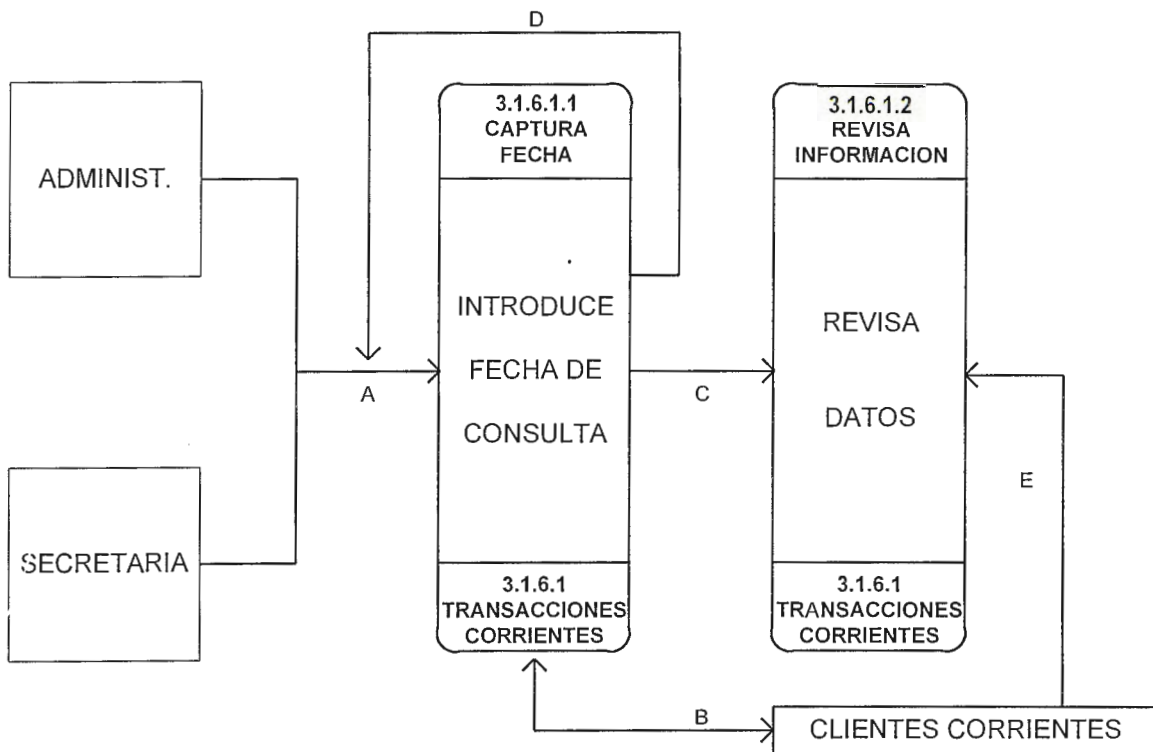 D
ADMINIST.
3.1.6.1.1
CAPTURA
FECHA
3.1.6.1.2
REVISA
INFORMACION
INTRODUCE
FECHA DE
CONSULTA
REVISA
DATOS
A
C
E
SECRETARIA
3.1.6.1
TRANSACCIONES
CORRIENTES
3.1.6.1
TRANSACCIONES
CORRIENTES
B
CLIENTES CORRIENTES